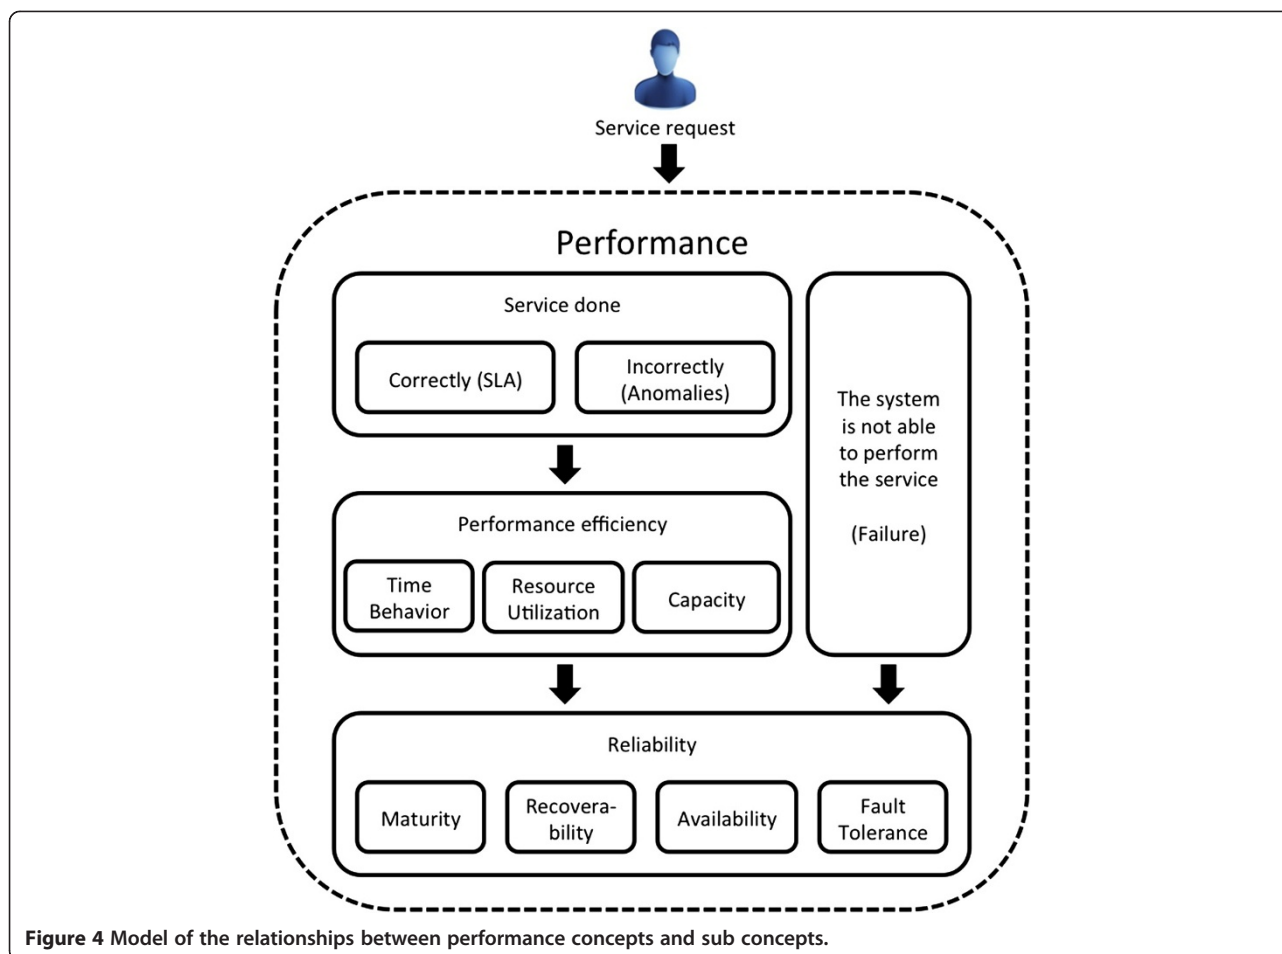 Service request
Performance
Service done
Correctly (SLA)
Incorrectly
(Anomalies)
The system
is not able
to perform
the service
(Failure)
Performance efficiency
Time
Behavior
Resource
Utilization
Capacity
Reliability
Maturity
Recovera-
bility
Availability
Fault
Tolerance
Figure 4 Model of the relationships between performance concepts and sub concepts.